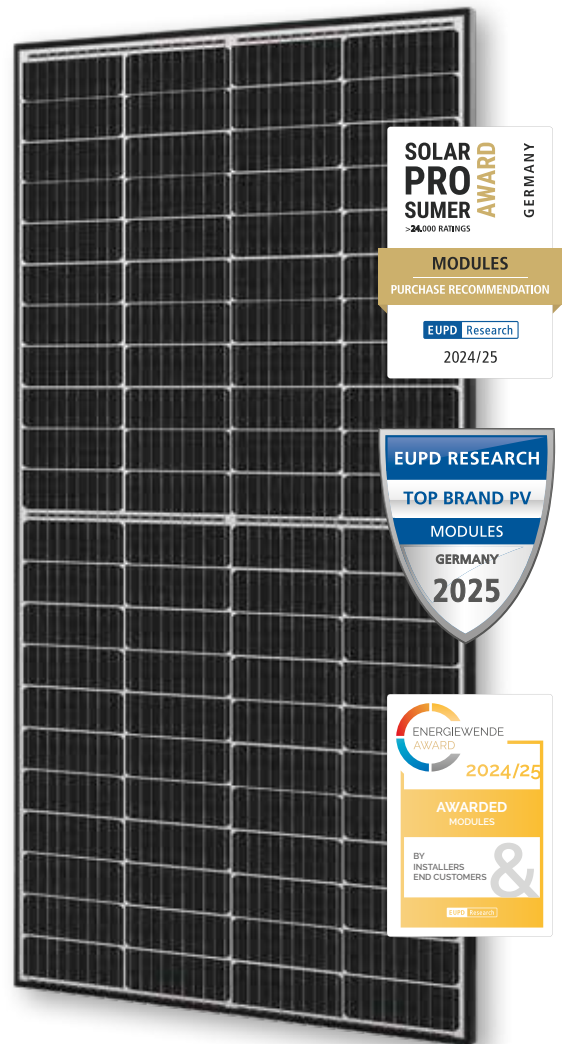 SOLAR
PRO
SUMER
AWARD
GERMANY
>24.000 RATINGS
MODULES
PURCHASE RECOMMENDATION
EUPD Research
2024/25
EUPD RESEARCH
TOP BRAND PV
MODULES
GERMANY
2025
ENERGIEWENDE
AWARD
2024/25
AWARDED
MODULES
BY
INSTALLERS
&
END CUSTOMERS
EUPD Research